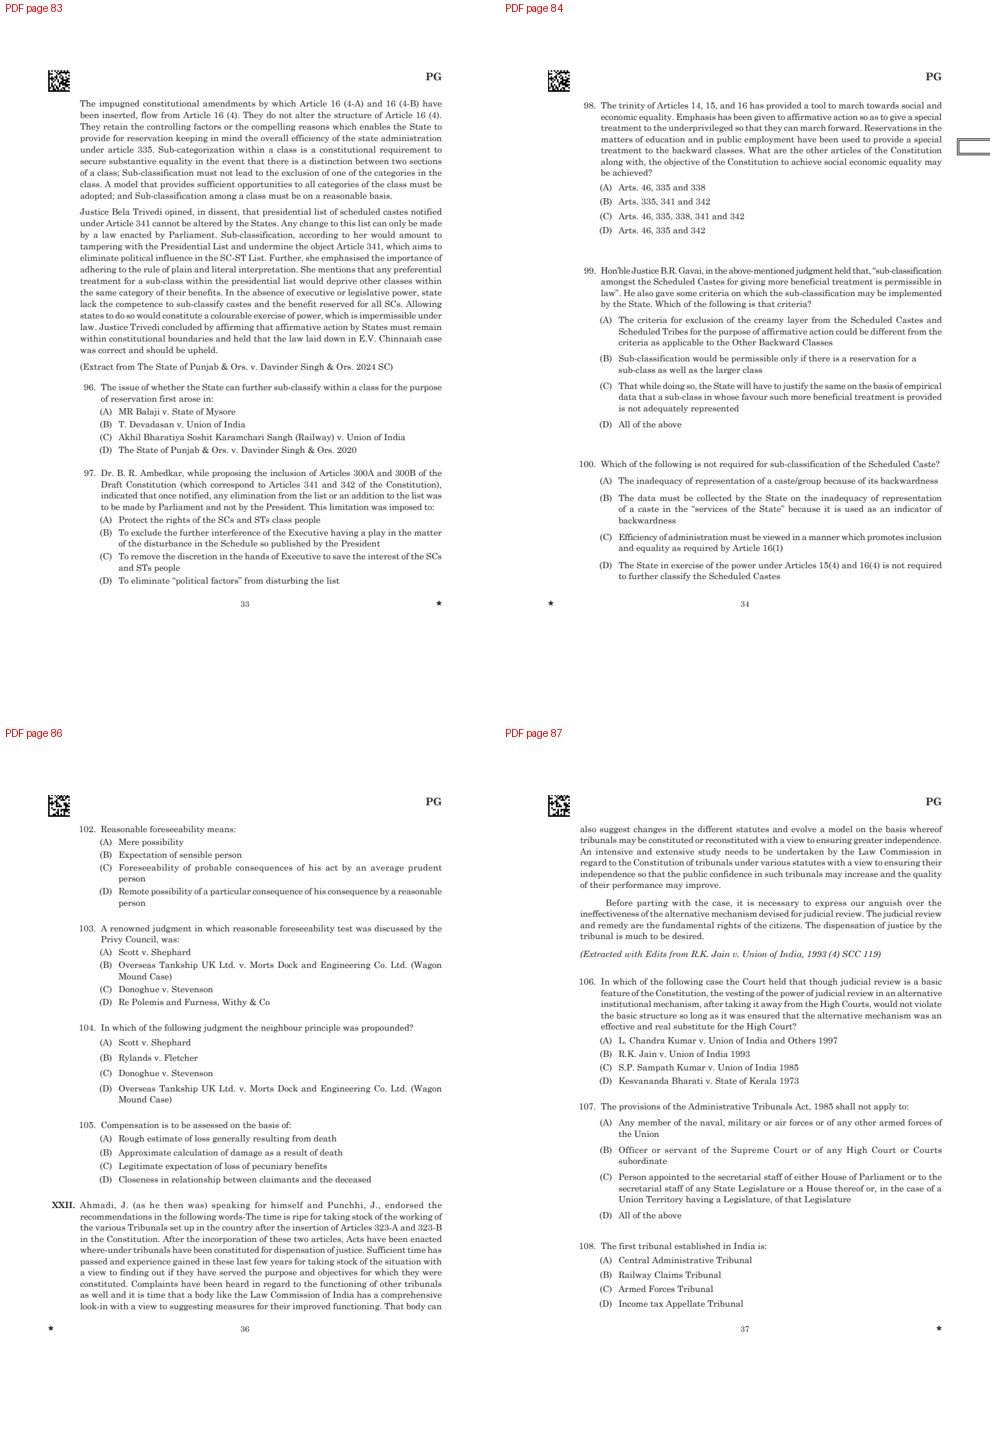 PDF page 83
PG
The impugned constitutional amendments by which Article 16 (4-A) and 16 (4-B) have
been inserted, flow from Article 16 (4). They do not alter the structure of Article 16 (4).
They retain the controlling factors or the compelling reasons which enables the State to
provide for reservation keeping in mind the overall efficiency of the state administration
under article 335. Sub-categorization within a class is a constitutional requirement to
secure substantive equality in the event that there is a distinction between two sections
of a class; Sub-classification must not lead to the exclusion of one of the categories in the
class. A model that provides sufficient opportunities to all categories of the class must be
adopted; and Sub-classification among a class must be on a reasonable basis.
Justice Bela Trivedi opined, in dissent, that presidential list of scheduled castes notified
under Article 341 cannot be altered by the States. Any change to this list can only be made
by a law enacted by Parliament. Sub-classification, according to her would amount to
tampering with the Presidential List and undermine the object Article 341, which aims to
eliminate political influence in the SC-ST List. Further, she emphasised the importance of
adhering to the rule of plain and literal interpretation. She mentions that any preferential
treatment for a sub-class within the presidential list would deprive other classes within
the same category of their benefits. In the absence of executive or legislative power, state
lack the competence to sub-classify castes and the benefit reserved for all SCs. Allowing
states to do so would constitute a colourable exercise of power, which is impermissible under
law. Justice Trivedi concluded by affirming that affirmative action by States must remain
within constitutional boundaries and held that the law laid down in E.V. Chinnaiah case
was correct and should be upheld.
(Extract from The State of Punjab & Ors. v. Davinder Singh & Ors. 2024 SC)
96. The issue of whether the State can further sub-classify within a class for the purpose
of reservation first arose in:
(A) MR Balaji v. State of Mysore
(B) T. Devadasan v. Union of India
(C) Akhil Bharatiya Soshit Karamchari Sangh (Railway) v. Union of India
(D) The State of Punjab & Ors. v. Davinder Singh & Ors. 2020
97. Dr. B. R. Ambedkar, while proposing the inclusion of Articles 300A and 300B of the
Draft Constitution (which correspond to Articles 341 and 342 of the Constitution),
indicated that once notified, any elimination from the list or an addition to the list was
to be made by Parliament and not by the President. This limitation was imposed to:
(A) Protect the rights of the SCs and STs class people
(B) To exclude the further interference of the Executive having a play in the matter
of the disturbance in the Schedule so published by the President
(C) To remove the discretion in the hands of Executive to save the interest of the SCs
and STs people
(D) To eliminate “political factors” from disturbing the list
33
*
PDF page 84
PG
98. The trinity of Articles 14, 15, and 16 has provided a tool to march towards social and
economic equality. Emphasis has been given to affirmative action so as to give a special
treatment to the underprivileged so that they can march forward. Reservations in the
matters of education and in public employment have been used to provide a special
treatment to the backward classes. What are the other articles of the Constitution
along with, the objective of the Constitution to achieve social economic equality may
be achieved?
(A) Arts. 46, 335 and 338
(B) Arts. 335, 341 and 342
(C) Arts. 46, 335, 338, 341 and 342
(D) Arts. 46, 335 and 342
99. Hon'ble Justice B.R. Gavai, in the above-mentioned judgment held that, “sub-classification
amongst the Scheduled Castes for giving more beneficial treatment is permissible in
law”. He also gave some criteria on which the sub-classification may be implemented
by the State. Which of the following is that criteria?
(A) The criteria for exclusion of the creamy layer from the Scheduled Castes and
Scheduled Tribes for the purpose of affirmative action could be different from the
criteria as applicable to the Other Backward Classes
(B) Sub-classification would be permissible only if there is a reservation for a
sub-class as well as the larger class
(C) That while doing so, the State will have to justify the same on the basis of empirical
data that a sub-class in whose favour such more beneficial treatment is provided
is not adequately represented
(D) All of the above
100. Which of the following is not required for sub-classification of the Scheduled Caste?
(A) The inadequacy of representation of a caste/group because of its backwardness
(B) The data must be collected by the State on the inadequacy of representation
of a caste in the “services of the State” because it is used as an indicator of
backwardness
(C) Efficiency of administration must be viewed in a manner which promotes inclusion
and equality as required by Article 16(1)
(D) The State in exercise of the power under Articles 15(4) and 16(4) is not required
to further classify the Scheduled Castes
*
34
PDF page 86
PG
102. Reasonable foreseeability means:
(A) Mere possibility
(B) Expectation of sensible person
(C) Foreseeability of probable consequences of his act by an average prudent
person
(D) Remote possibility of a particular consequence of his consequence by a reasonable
person
103. A renowned judgment in which reasonable foreseeability test was discussed by the
Privy Council, was:
(A) Scott v. Shephard
(B) Overseas Tankship UK Ltd. v. Morts Dock and Engineering Co. Ltd. (Wagon
Mound Case)
(C) Donoghue v. Stevenson
(D) Re Polemis and Furness, Withy & Co
104. In which of the following judgment the neighbour principle was propounded?
(A) Scott v. Shephard
(B) Rylands v. Fletcher
(C) Donoghue v. Stevenson
(D) Overseas Tankship UK Ltd. v. Morts Dock and Engineering Co. Ltd. (Wagon
Mound Case)
105. Compensation is to be assessed on the basis of:
(A) Rough estimate of loss generally resulting from death
(B) Approximate calculation of damage as a result of death
(C) Legitimate expectation of loss of pecuniary benefits
(D) Closeness in relationship between claimants and the deceased
XXII. Ahmadi, J. (as he then was) speaking for himself and Punchhi, J., endorsed the
recommendations in the following words-The time is ripe for taking stock of the working of
the various Tribunals set up in the country after the insertion of Articles 323-A and 323-B
in the Constitution. After the incorporation of these two articles, Acts have been enacted
where-under tribunals have been constituted for dispensation of justice. Sufficient time has
passed and experience gained in these last few years for taking stock of the situation with
a view to finding out if they have served the purpose and objectives for which they were
constituted. Complaints have been heard in regard to the functioning of other tribunals
as well and it is time that a body like the Law Commission of India has a comprehensive
look-in with a view to suggesting measures for their improved functioning. That body can
*
36
PDF page 87
PG
also suggest changes in the different statutes and evolve a model on the basis whereof
tribunals may be constituted or reconstituted with a view to ensuring greater independence.
An intensive and extensive study needs to be undertaken by the Law Commission in
regard to the Constitution of tribunals under various statutes with a view to ensuring their
independence so that the public confidence in such tribunals may increase and the quality
of their performance may improve.
Before parting with the case, it is necessary to express our anguish over the
ineffectiveness of the alternative mechanism devised for judicial review. The judicial review
and remedy are the fundamental rights of the citizens. The dispensation of justice by the
tribunal is much to be desired.
(Extracted with Edits from R.K. Jain v. Union of India, 1993 (4) SCC 119)
106. In which of the following case the Court held that though judicial review is a basic
feature of the Constitution, the vesting of the power of judicial review in an alternative
institutional mechanism, after taking it away from the High Courts, would not violate
the basic structure so long as it was ensured that the alternative mechanism was an
effective and real substitute for the High Court?
(A) L. Chandra Kumar v. Union of India and Others 1997
(B) R.K. Jain v. Union of India 1993
(C) S.P. Sampath Kumar v. Union of India 1985
(D) Kesvananda Bharati v. State of Kerala 1973
107. The provisions of the Administrative Tribunals Act, 1985 shall not apply to:
(A) Any member of the naval, military or air forces or of any other armed forces of
the Union
(B) Officer or servant of the Supreme Court or of any High Court or Courts
subordinate
(C) Person appointed to the secretarial staff of either House of Parliament or to the
secretarial staff of any State Legislature or a House thereof or, in the case of a
Union Territory having a Legislature, of that Legislature
(D) All of the above
108. The first tribunal established in India is:
(A) Central Administrative Tribunal
(B) Railway Claims Tribunal
(C) Armed Forces Tribunal
(D) Income tax Appellate Tribunal
37
*